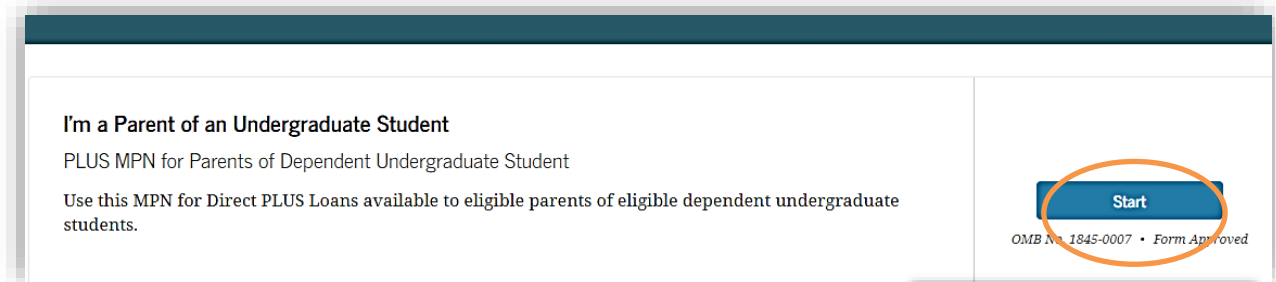 I'm a Parent of an Undergraduate Student
PLUS MPN for Parents of Dependent Undergraduate Student
Use this MPN for Direct PLUS Loans available to eligible parents of eligible dependent undergraduate
students.
Start
OMB No. 1845-0007 • Form Approved